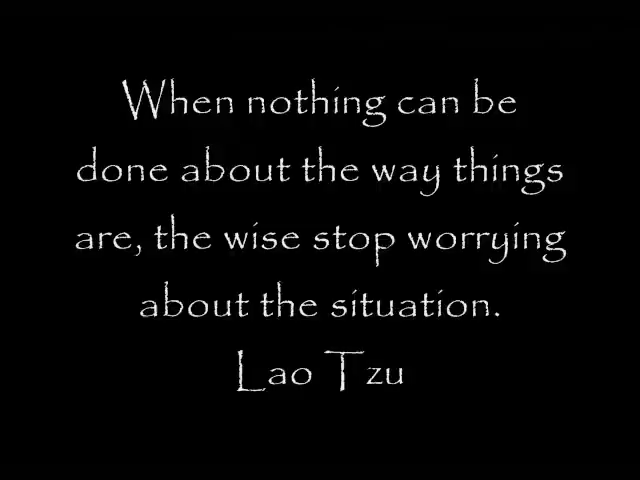 When nothing can be
done about the way things
are, the wise stop worrying
about the situation.
Lao Tzu